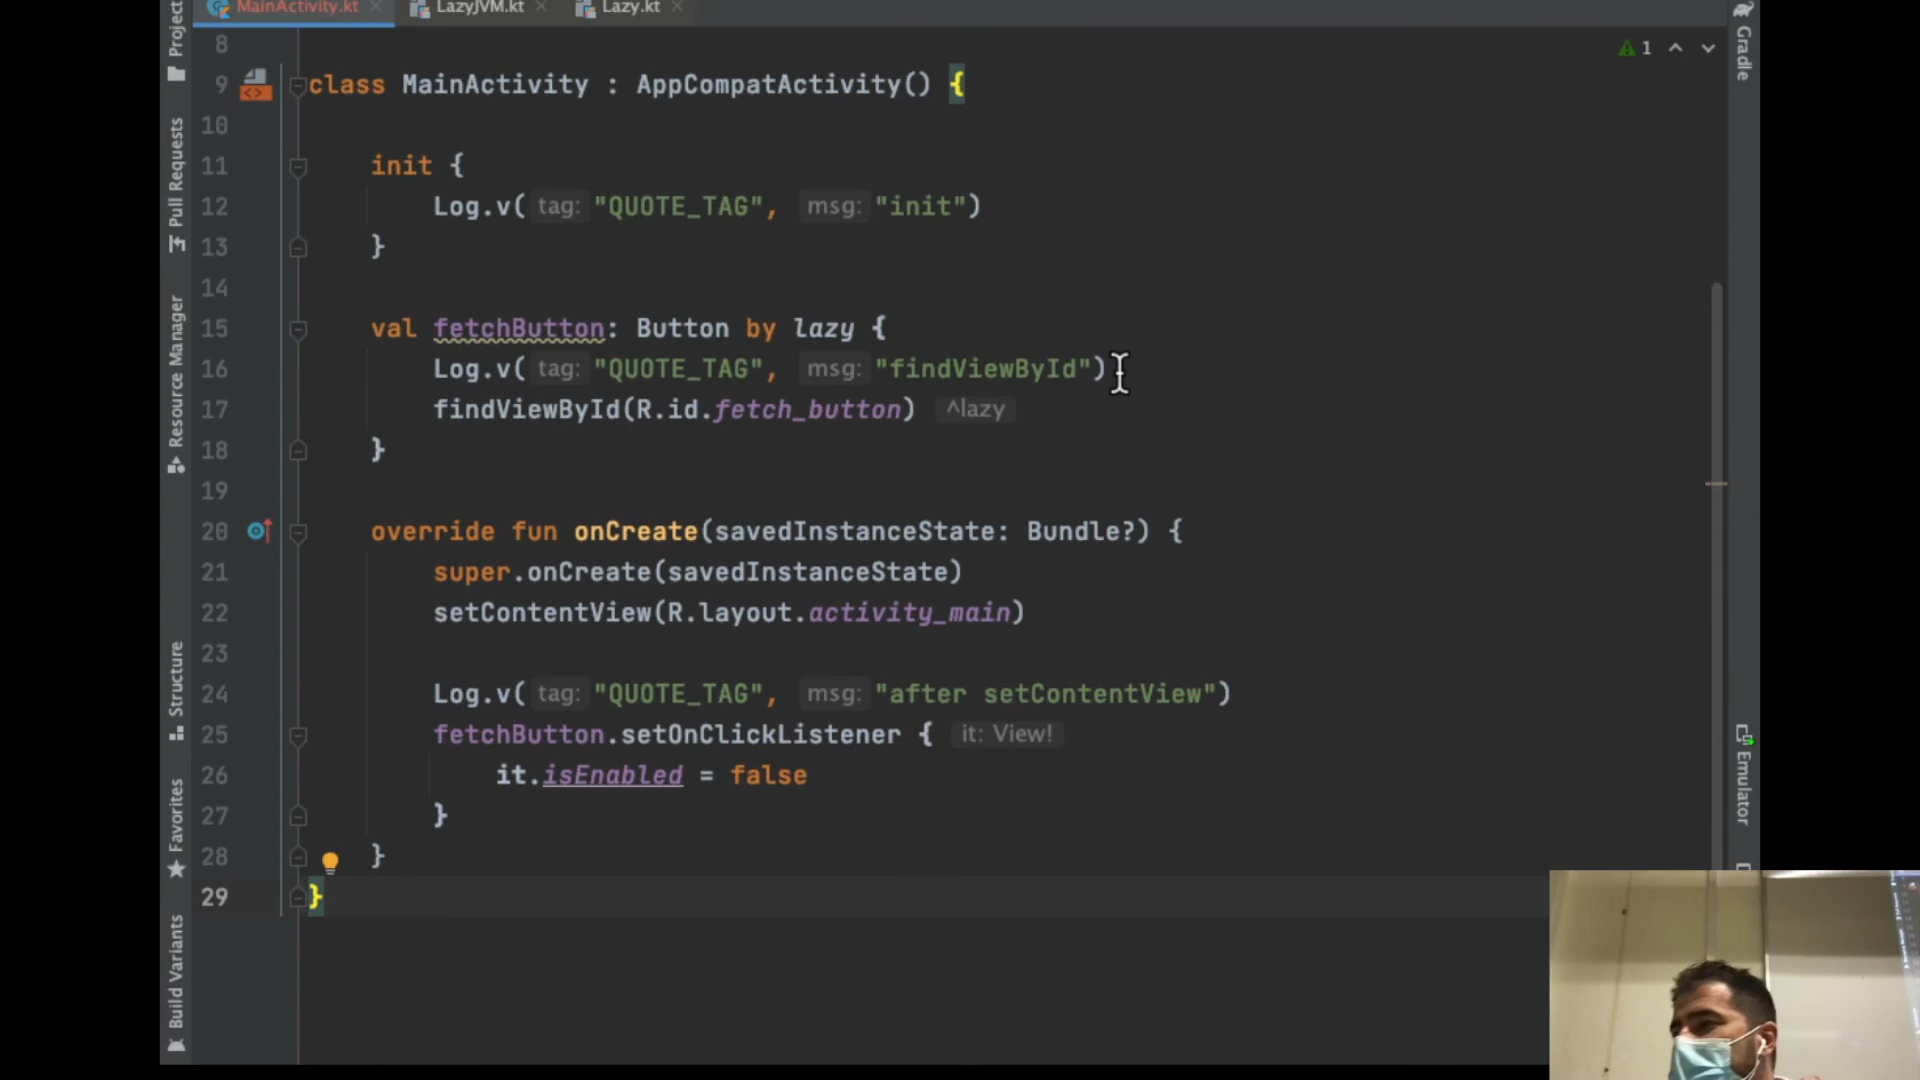 MainActivity.kt LazyJVM.kt Lazy.kt
Project
Pull Requests
Resource Manager
Structure
Favorites
Build Variants
Gradle
Emulator
1
8
9 class MainActivity : AppCompatActivity() {
10
11 init {
12 Log.v( tag: "QUOTE_TAG", msg: "init")
13 }
14
15 val fetchButton: Button by lazy {
16 Log.v( tag: "QUOTE_TAG", msg: "findViewById")
17 findViewById(R.id.fetch_button) ^lazy
18 }
19
20 override fun onCreate(savedInstanceState: Bundle?) {
21 super.onCreate(savedInstanceState)
22 setContentView(R.layout.activity_main)
23
24 Log.v( tag: "QUOTE_TAG", msg: "after setContentView")
25 fetchButton.setOnClickListener { it: View!
26 it.isEnabled = false
27 }
28 }
29 }